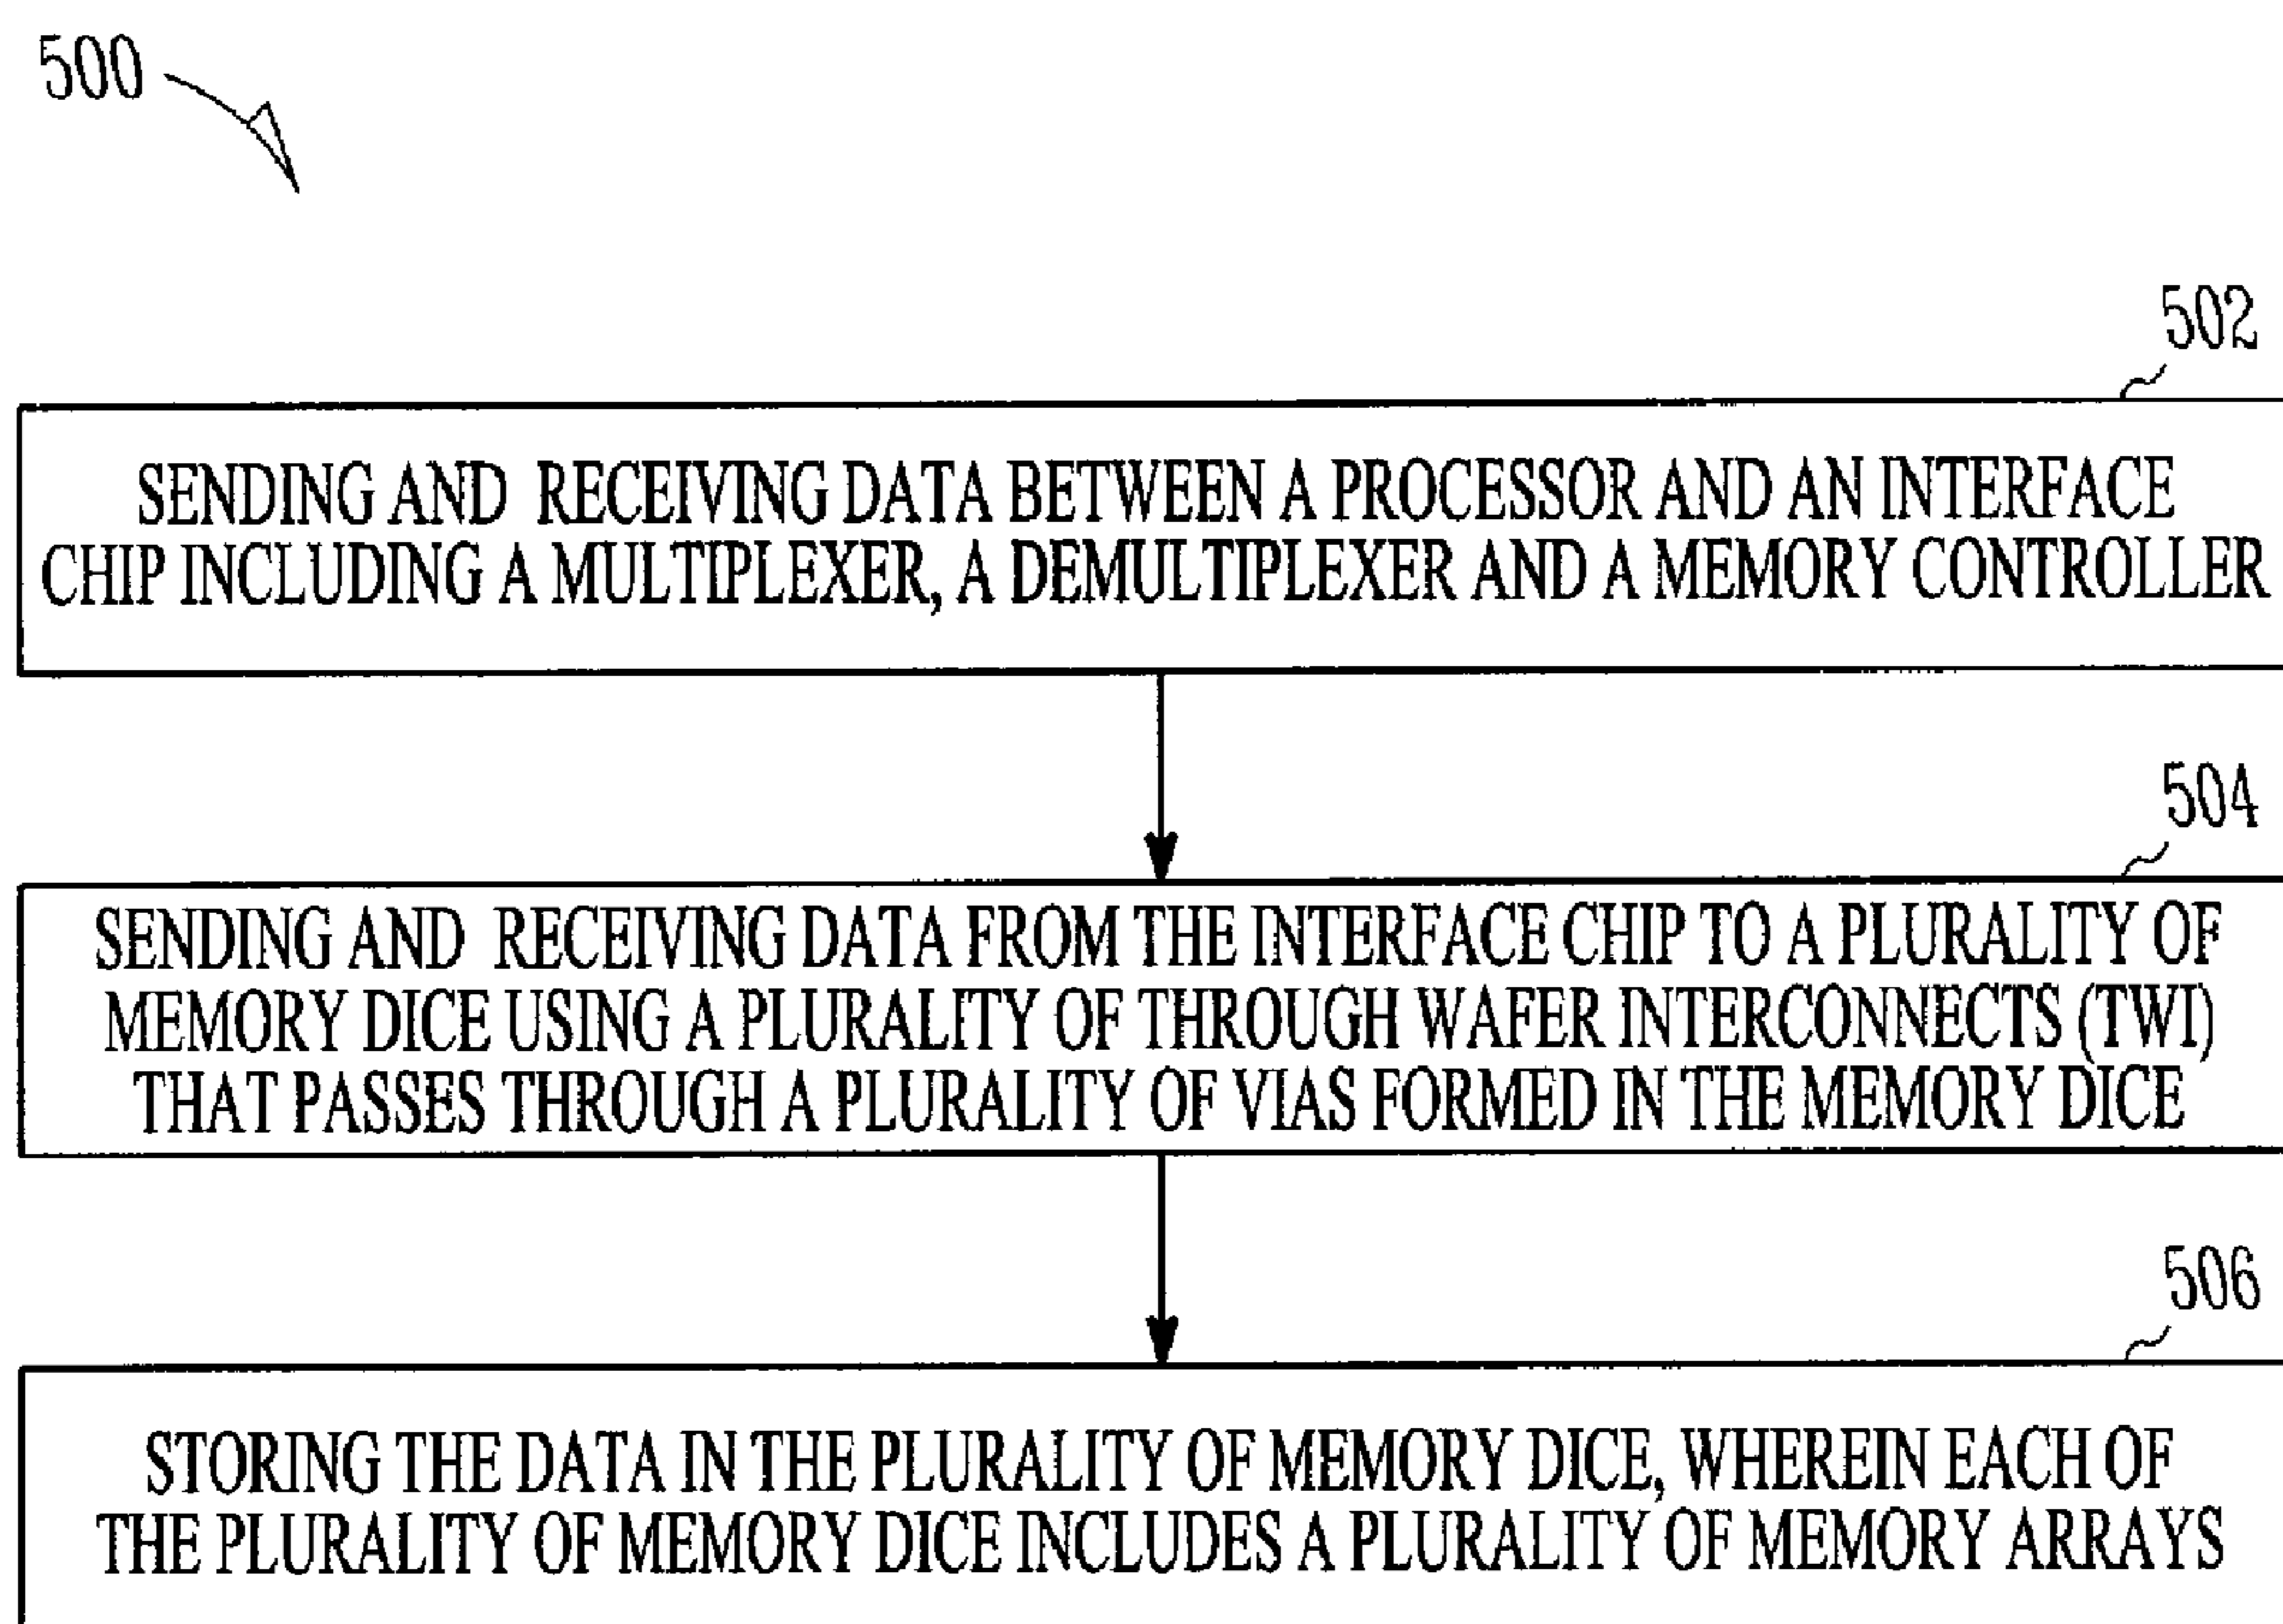 500
502
SENDING AND RECEIVING DATA BETWEEN A PROCESSOR AND AN INTERFACE
CHIP INCLUDING A MULTIPLEXER, A DEMULTIPLEXER AND A MEMORY CONTROLLER
504
SENDING AND RECEIVING DATA FROM THE INTERFACE CHIP TO A PLURALITY OF
MEMORY DICE USING A PLURALITY OF THROUGH WAFER INTERCONNECTS (TWI)
THAT PASSES THROUGH A PLURALITY OF VIAS FORMED IN THE MEMORY DICE
506
STORING THE DATA IN THE PLURALITY OF MEMORY DICE, WHEREIN EACH OF
THE PLURALITY OF MEMORY DICE INCLUDES A PLURALITY OF MEMORY ARRAYS